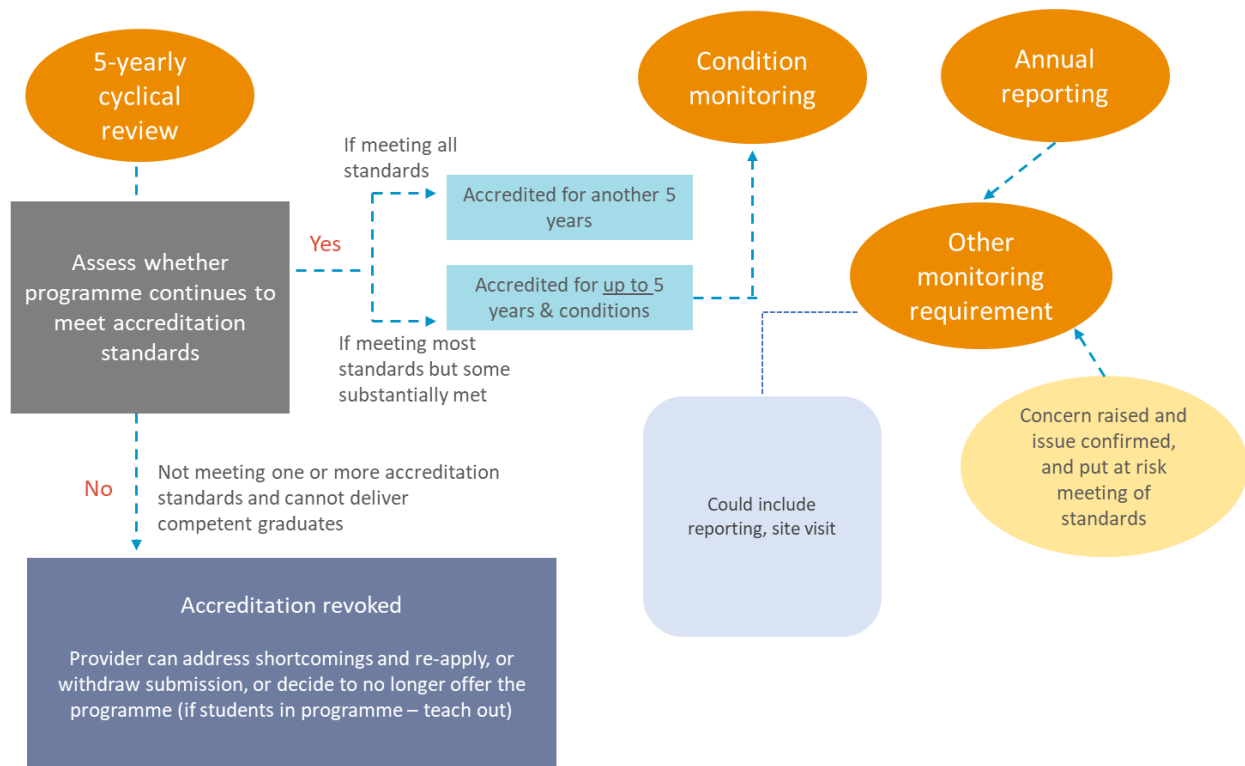 5-yearly
cyclical
review
Assess whether
programme continues to
meet accreditation
standards
Yes
If meeting all
standards
Accredited for another 5
years
Accredited for up to 5
years & conditions
If meeting most
standards but some
substantially met
No
Not meeting one or more accreditation
standards and cannot deliver
competent graduates
Accreditation revoked
Provider can address shortcomings and re-apply, or
withdraw submission, or decide to no longer offer the
programme (if students in programme – teach out)
Condition
monitoring
Annual
reporting
Other
monitoring
requirement
Could include
reporting, site visit
Concern raised and
issue confirmed,
and put at risk
meeting of
standards